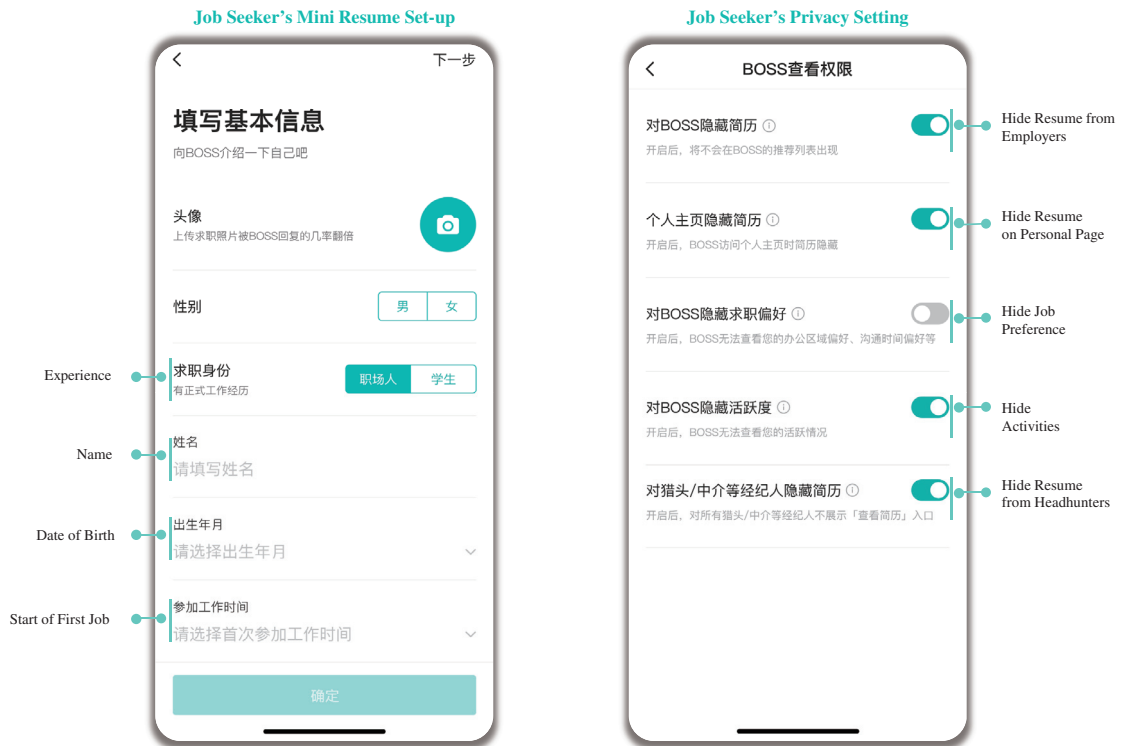 Job Seeker's Mini Resume Set-up
下一步
填写基本信息
向BOSS介绍一下自己吧
头像
上传求职照片被BOSS回复的几率翻倍
性别
男
女
Experience
求职身份
有正式工作经历
职场人
学生
Name
姓名
请填写姓名
Date of Birth
出生年月
请选择出生年月
Start of First Job
参加工作时间
请选择首次参加工作时间
确定
Job Seeker's Privacy Setting
BOSS查看权限
对BOSS隐藏简历
开启后，将不会在BOSS的推荐列表出现
Hide Resume from
Employers
个人主页隐藏简历
开启后，BOSS访问个人主页时简历隐藏
Hide Resume
on Personal Page
对BOSS隐藏求职偏好
开启后，BOSS无法查看您的办公区域偏好、沟通时间偏好等
Hide Job
Preference
对BOSS隐藏活跃度
开启后，BOSS无法查看您的活跃情况
Hide
Activities
对猎头/中介等经纪人隐藏简历
开启后，对所有猎头/中介等经纪人不展示「查看简历」入口
Hide Resume
from Headhunters